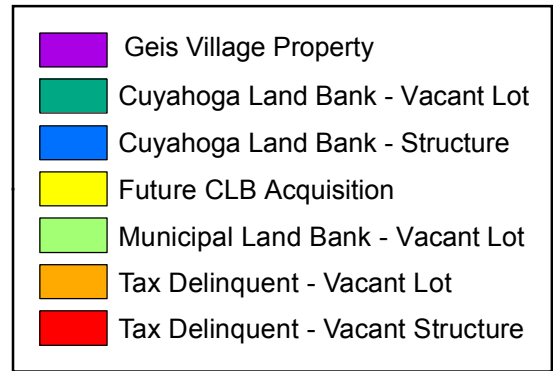 Geis Village Property
Cuyahoga Land Bank - Vacant Lot
Cuyahoga Land Bank - Structure
Future CLB Acquisition
Municipal Land Bank - Vacant Lot
Tax Delinquent - Vacant Lot
Tax Delinquent - Vacant Structure